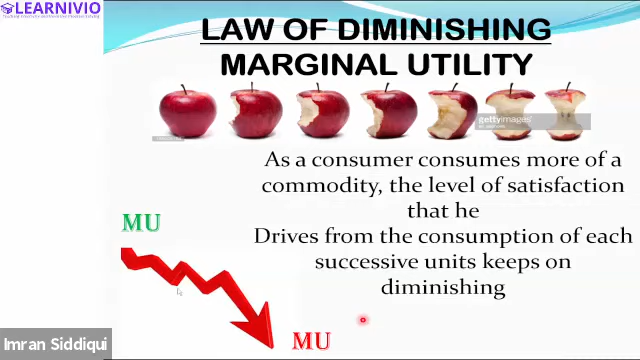 LEARNIVIO
LAW OF DIMINISHING
MARGINAL UTILITY
gettyimages
As a consumer consumes more of a
commodity, the level of satisfaction
that he
Drives from the consumption of each
successive units keeps on
diminishing
MU
MU
Imran Siddiqui